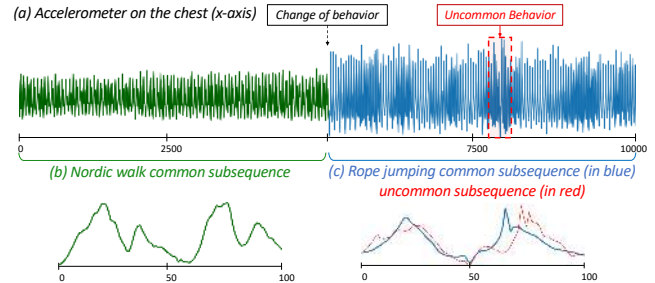 (a) Accelerometer on the chest (x-axis)
Change of behavior
Uncommon Behavior
0 2500 7500 10000
(b) Nordic walk common subsequence
(c) Rope jumping common subsequence (in blue)
uncommon subsequence (in red)
0 50 100
0 50 100